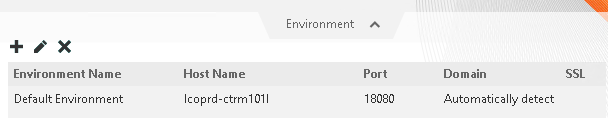 Environment
Environment Name Host Name Port Domain SSL
Default Environment lcoprd-ctrm101l 18080 Automatically detect